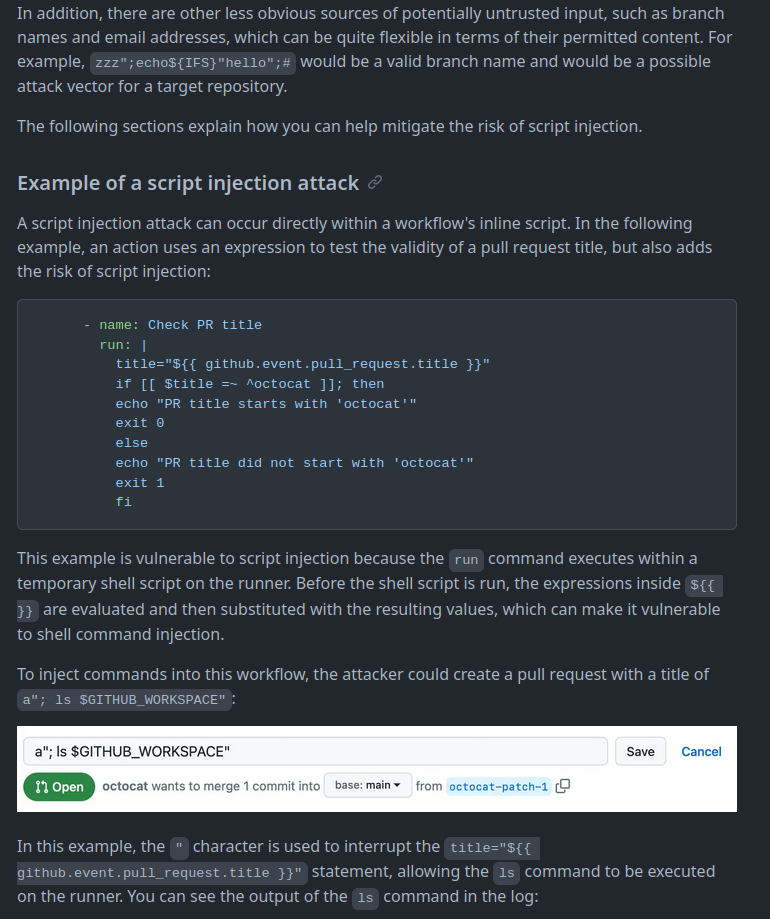 In addition, there are other less obvious sources of potentially untrusted input, such as branch
names and email addresses, which can be quite flexible in terms of their permitted content. For
example, zzz";echo${IFS}"hello";# would be a valid branch name and would be a possible
attack vector for a target repository.
The following sections explain how you can help mitigate the risk of script injection.
Example of a script injection attack
A script injection attack can occur directly within a workflow's inline script. In the following
example, an action uses an expression to test the validity of a pull request title, but also adds
the risk of script injection:
- name: Check PR title
run: |
title="${{ github.event.pull_request.title }}"
if [[ $title =~ ^octocat ]]; then
echo "PR title starts with 'octocat'"
exit 0
else
echo "PR title did not start with 'octocat'"
exit 1
fi
This example is vulnerable to script injection because the run command executes within a
temporary shell script on the runner. Before the shell script is run, the expressions inside ${{
}} are evaluated and then substituted with the resulting values, which can make it vulnerable
to shell command injection.
To inject commands into this workflow, the attacker could create a pull request with a title of
a"; ls $GITHUB_WORKSPACE":
a"; ls $GITHUB_WORKSPACE" Save Cancel
Open octocat wants to merge 1 commit into base: main from octocat-patch-1
In this example, the " character is used to interrupt the title="${{
github.event.pull_request.title }}" statement, allowing the ls command to be executed
on the runner. You can see the output of the ls command in the log: